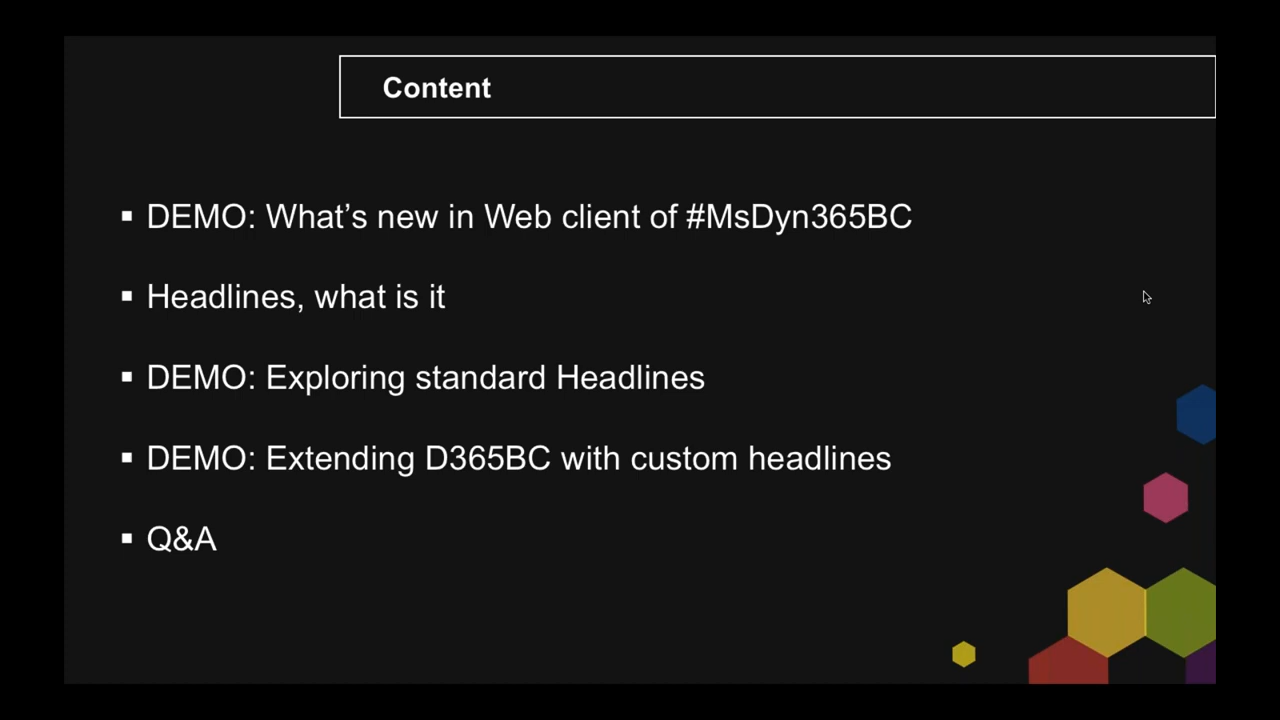 Content
DEMO: What’s new in Web client of #MsDyn365BC
Headlines, what is it
DEMO: Exploring standard Headlines
DEMO: Extending D365BC with custom headlines
Q&A